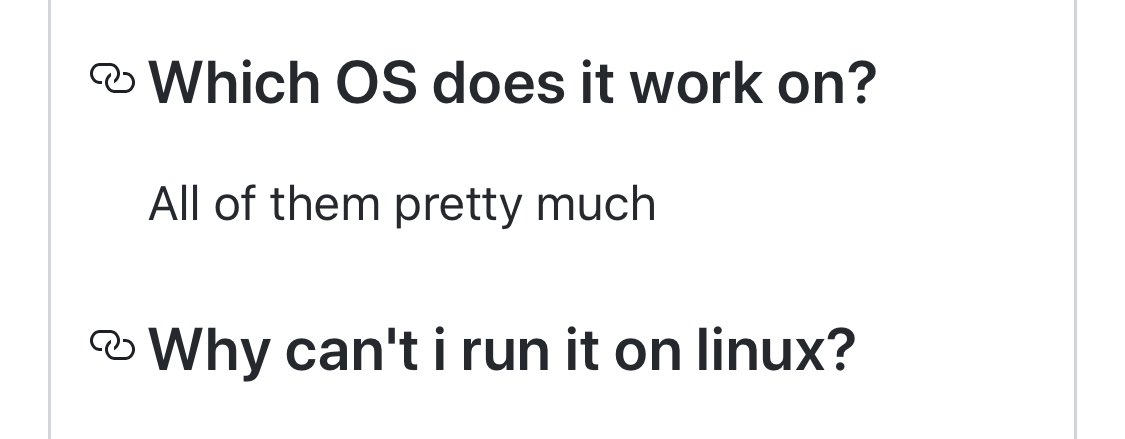 Which OS does it work on?
All of them pretty much
Why can't i run it on linux?